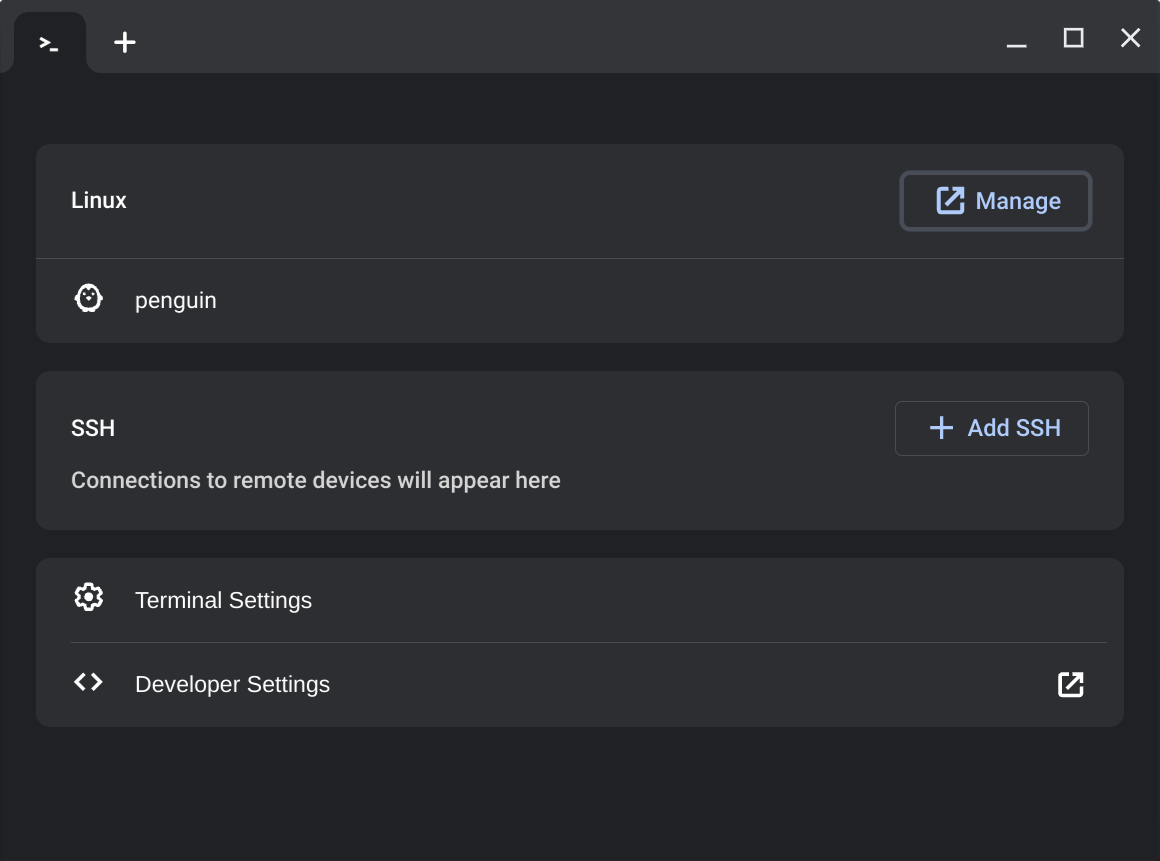 Linux
Manage
penguin
SSH
Add SSH
Connections to remote devices will appear here
Terminal Settings
Developer Settings